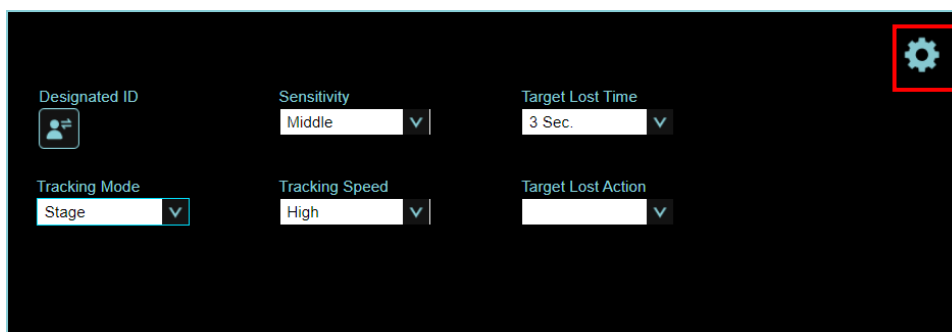 Designated ID
Sensitivity
Middle
Target Lost Time
3 Sec.
Tracking Mode
Stage
Tracking Speed
High
Target Lost Action